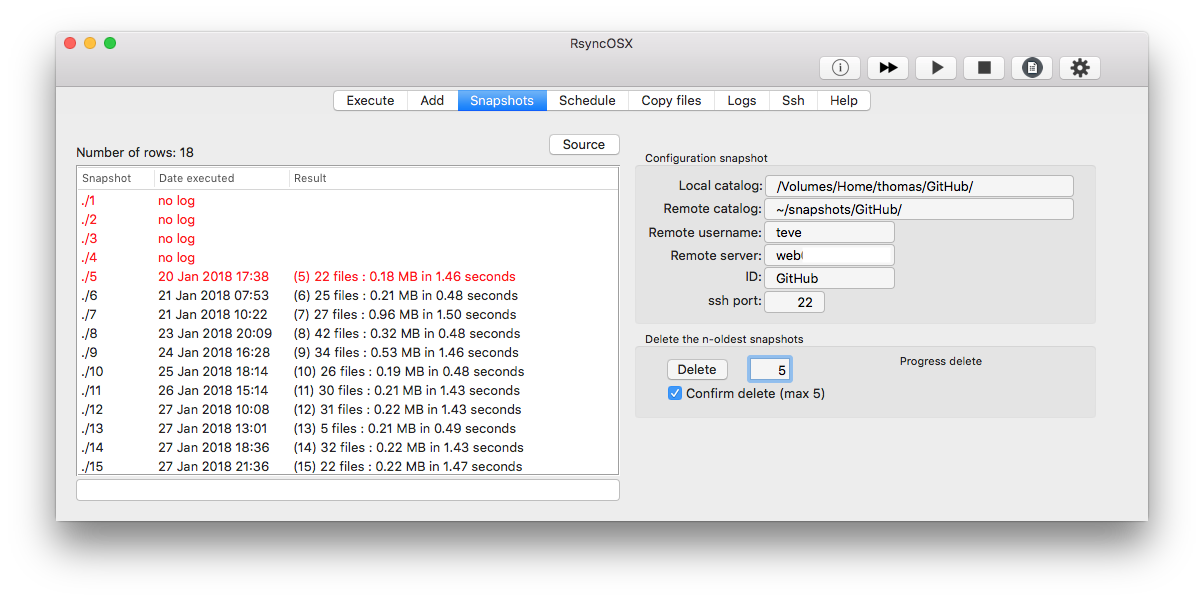 RsyncOSX
Execute Add Snapshots Schedule Copy files Logs Ssh Help
Number of rows: 18
Source
Snapshot Date executed Result
./1 no log
./2 no log
./3 no log
./4 no log
./5 20 Jan 2018 17:38 (5) 22 files : 0.18 MB in 1.46 seconds
./6 21 Jan 2018 07:53 (6) 25 files : 0.21 MB in 0.48 seconds
./7 21 Jan 2018 10:22 (7) 27 files : 0.96 MB in 1.50 seconds
./8 23 Jan 2018 20:09 (8) 42 files : 0.32 MB in 0.48 seconds
./9 24 Jan 2018 16:28 (9) 34 files : 0.53 MB in 1.46 seconds
./10 25 Jan 2018 18:14 (10) 26 files : 0.19 MB in 0.48 seconds
./11 26 Jan 2018 15:14 (11) 30 files : 0.21 MB in 1.43 seconds
./12 27 Jan 2018 10:08 (12) 31 files : 0.22 MB in 1.43 seconds
./13 27 Jan 2018 13:01 (13) 5 files : 0.21 MB in 0.49 seconds
./14 27 Jan 2018 18:36 (14) 32 files : 0.22 MB in 1.43 seconds
./15 27 Jan 2018 21:36 (15) 22 files : 0.22 MB in 1.47 seconds
Configuration snapshot
Local catalog: /Volumes/Home/thomas/GitHub/
Remote catalog: ~/snapshots/GitHub/
Remote username: teve
Remote server: web
ID: GitHub
ssh port: 22
Delete the n-oldest snapshots
Delete 5
Progress delete
Confirm delete (max 5)